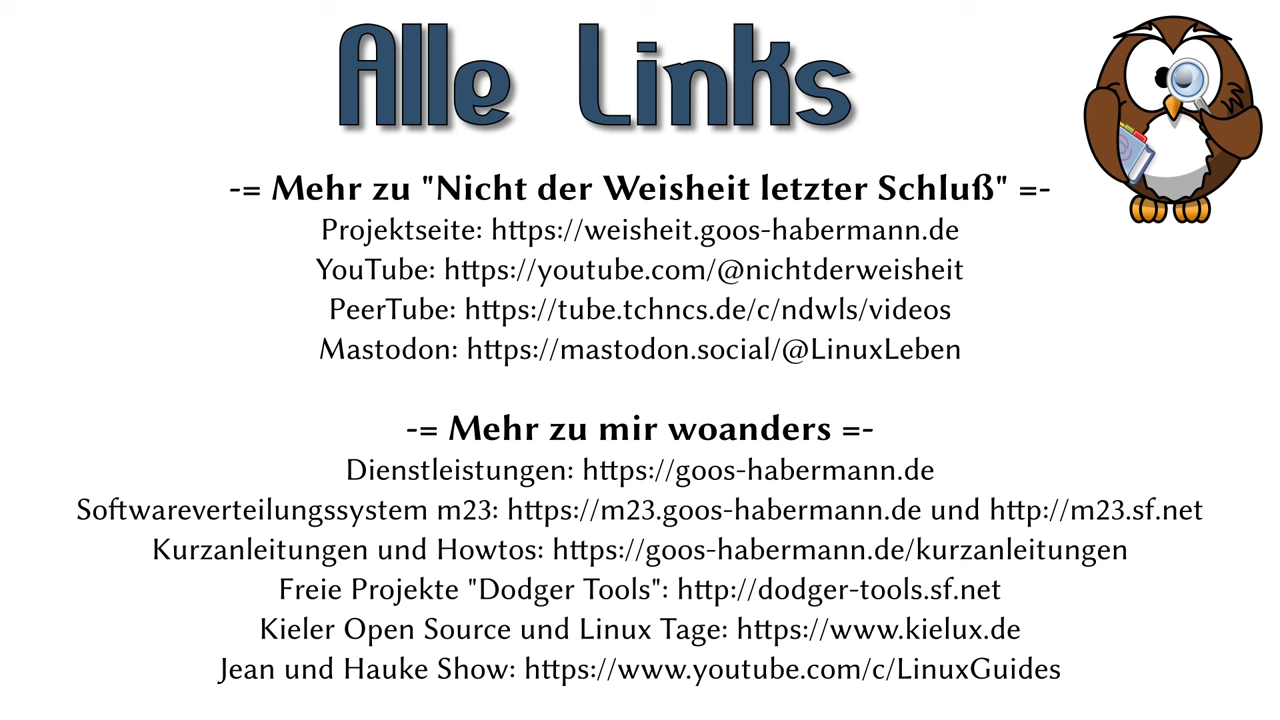 Alle Links
-= Mehr zu "Nicht der Weisheit letzter Schluß" =-
Projektseite: https://weisheit.goos-habermann.de
YouTube: https://youtube.com/@nichtderweisheit
PeerTube: https://tube.tchncs.de/c/ndwls/videos
Mastodon: https://mastodon.social/@LinuxLeben
-= Mehr zu mir woanders =-
Dienstleistungen: https://goos-habermann.de
Softwareverteilungssystem m23: https://m23.goos-habermann.de und http://m23.sf.net
Kurzanleitungen und Howtos: https://goos-habermann.de/kurzanleitungen
Freie Projekte "Dodger Tools": http://dodger-tools.sf.net
Kieler Open Source und Linux Tage: https://www.kielux.de
Jean und Hauke Show: https://www.youtube.com/c/LinuxGuides